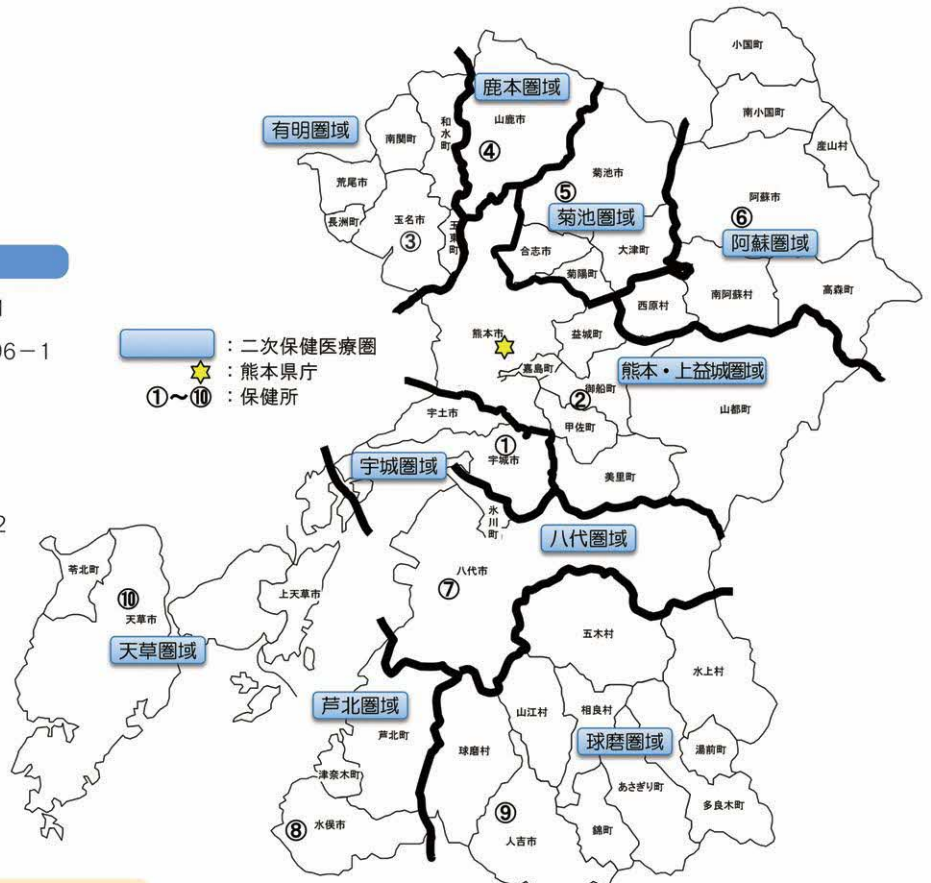 小国町
鹿本圏域
南小国町
有明圏域
南関町
和水町
山鹿市
④
産山村
荒尾市
菊池市
⑤
阿蘇市
⑥
長洲町
玉名市
③
玉東町
菊池圏域
阿蘇圏域
合志市
大津町
菊陽町
西原村
南阿蘇村
高森町
6-1
:二次保健医療圏
:熊本県庁
①~⑩:保健所
熊本市
益城町
嘉島町
熊本・上益城圏域
②
御船町
甲佐町
山都町
宇土市
①
宇城市
宇城圏域
美里町
氷川町
八代圏域
2
苓北町
⑩
天草市
上天草市
八代市
⑦
天草圏域
五木村
水上村
芦北圏域
芦北町
山江村
相良村
球磨圏域
球磨村
湯前町
津奈木町
あさぎり町
多良木町
⑧
水俣市
⑨
人吉市
錦町